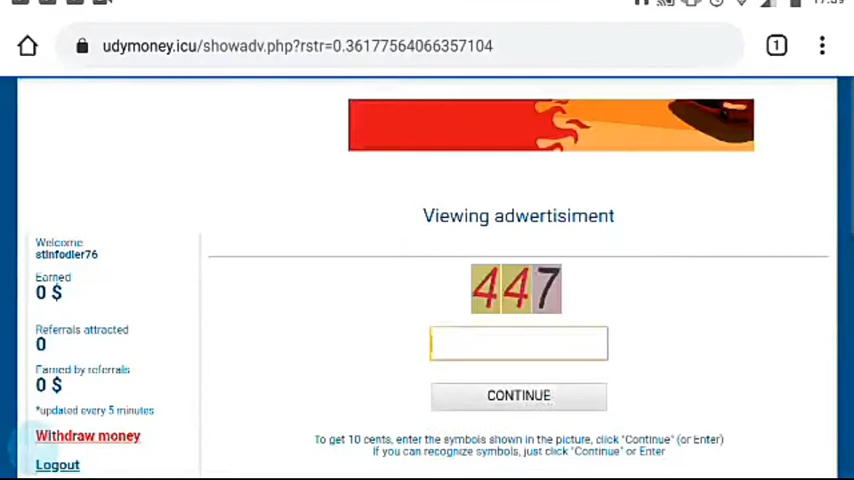 17:39
udymoney.icu/showadv.php?rstr=0.36177564066357104
1
Viewing adwertisiment
Welcome
stinfodler76
Earned
0 $
Referrals attracted
0
Earned by referrals
0 $
*updated every 5 minutes
Withdraw money
Logout
447
CONTINUE
To get 10 cents, enter the symbols shown in the picture, click "Continue" (or Enter)
If you can recognize symbols, just click "Continue" or Enter